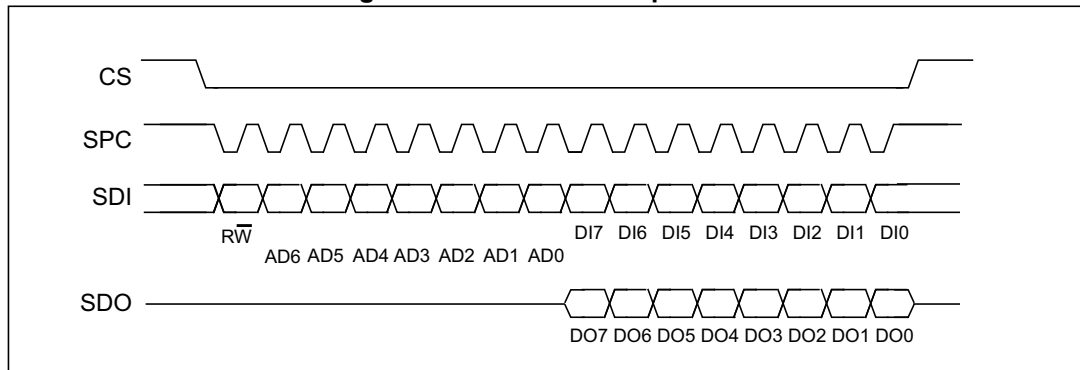 CS
SPC
SDI
RW̅
DI7 DI6 DI5 DI4 DI3 DI2 DI1 DI0
AD6 AD5 AD4 AD3 AD2 AD1 AD0
SDO
DO7 DO6 DO5 DO4 DO3 DO2 DO1 DO0